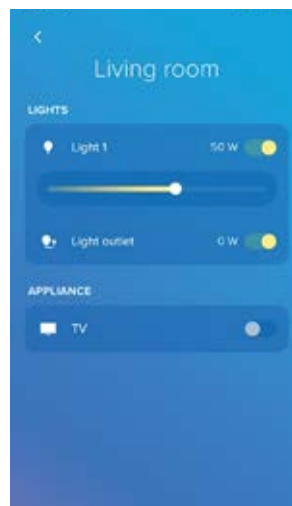 Living room
LIGHTS
Light 1 50 W
Light outlet 0 W
APPLIANCE
TV